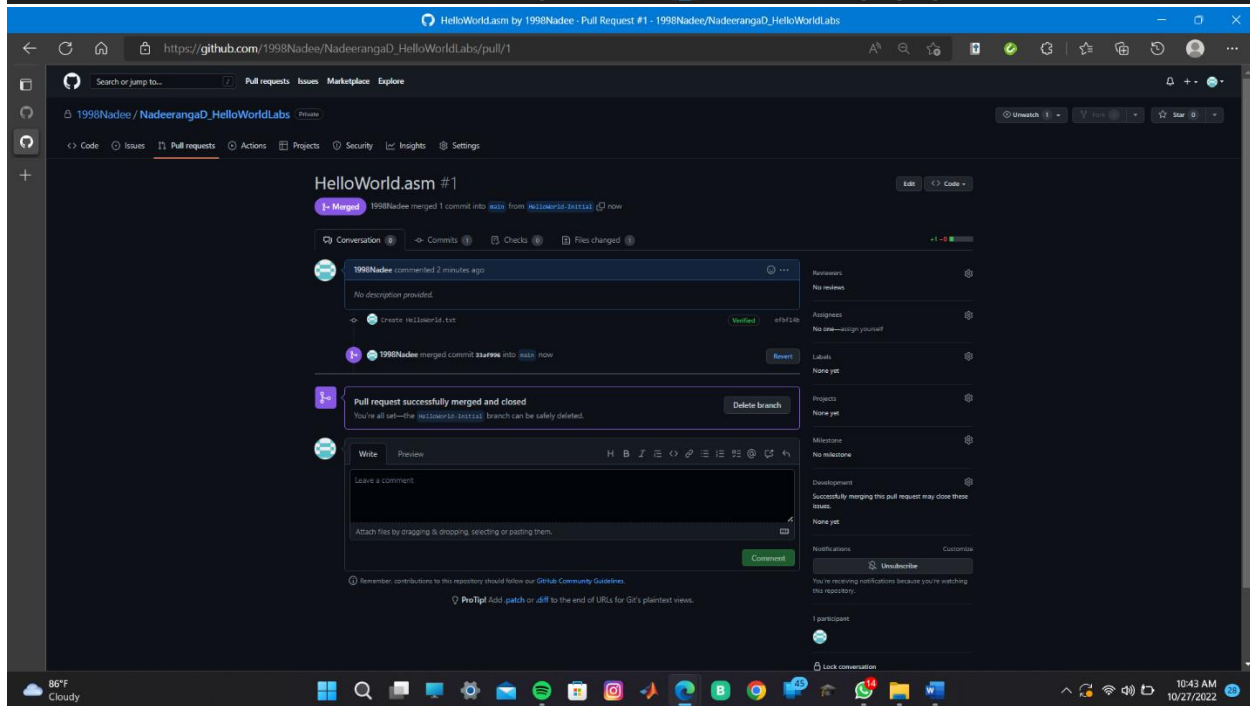 HelloWorld.asm by 1998Nadee · Pull Request #1 · 1998Nadee/NadeerangaD_HelloWorldLabs
https://github.com/1998Nadee/NadeerangaD_HelloWorldLabs/pull/1
Search or jump to... / Pull requests Issues Marketplace Explore
1998Nadee / NadeerangaD_HelloWorldLabs Private
Unwatch 1 Fork 0 Star 0
Code Issues Pull requests Actions Projects Security Insights Settings
HelloWorld.asm #1
Edit <> Code
Merged 1998Nadee merged 1 commit into main from HelloWorld-Initial now
Conversation 0 Commits 1 Checks 0 Files changed 1
+1 −0
1998Nadee commented 2 minutes ago
No description provided.
Create HelloWorld.txt Verified efbf14b
1998Nadee merged commit 33af996 into main now Revert
Pull request successfully merged and closed
You're all set—the HelloWorld-Initial branch can be safely deleted.
Delete branch
Write Preview
H B I
Leave a comment
Attach files by dragging & dropping, selecting or pasting them.
Comment
Remember, contributions to this repository should follow our GitHub Community Guidelines.
ProTip! Add .patch or .diff to the end of URLs for Git's plaintext views.
Reviewers
No reviews
Assignees
No one—assign yourself
Labels
None yet
Projects
None yet
Milestone
No milestone
Development
Successfully merging this pull request may close these
issues.
None yet
Notifications Customize
Unsubscribe
You're receiving notifications because you're watching
this repository.
1 participant
Lock conversation
86°F
Cloudy
B
45
14
10:43 AM
10/27/2022
28